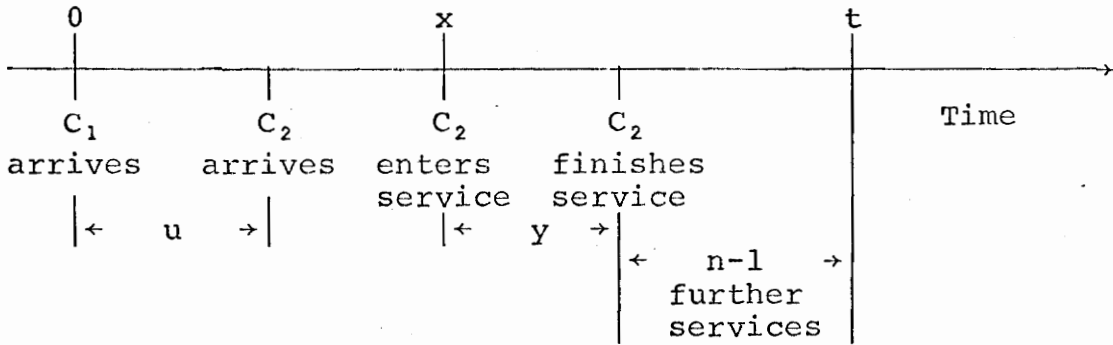 0 x t
C₁ C₂ C₂ C₂ Time
arrives arrives enters finishes
service service
← u → ← y →
← n-1 →
further
services